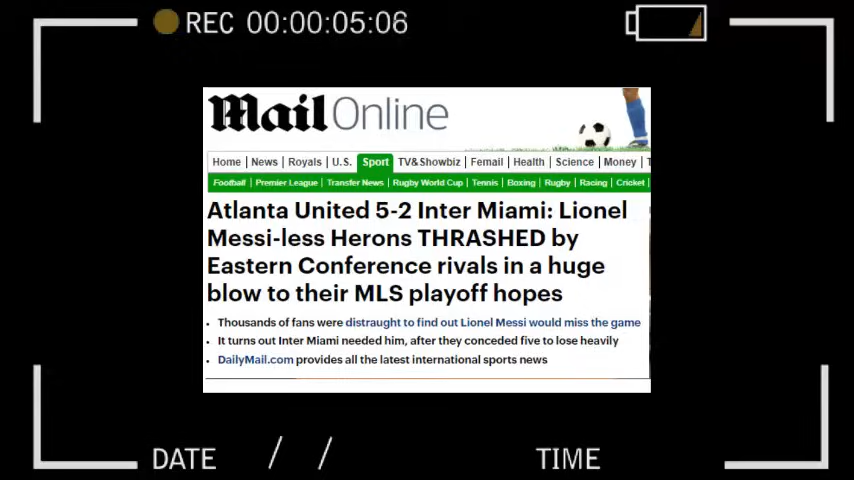 REC 00:00:05:06
Mail Online
Home | News | Royals | U.S. | Sport | TV&Showbiz | Femail | Health | Science | Money |
Football | Premier League | Transfer News | Rugby World Cup | Tennis | Boxing | Rugby | Racing | Cricket |
Atlanta United 5-2 Inter Miami: Lionel
Messi-less Herons THRASHED by
Eastern Conference rivals in a huge
blow to their MLS playoff hopes
• Thousands of fans were distraught to find out Lionel Messi would miss the game
• It turns out Inter Miami needed him, after they conceded five to lose heavily
• DailyMail.com provides all the latest international sports news
DATE / / TIME